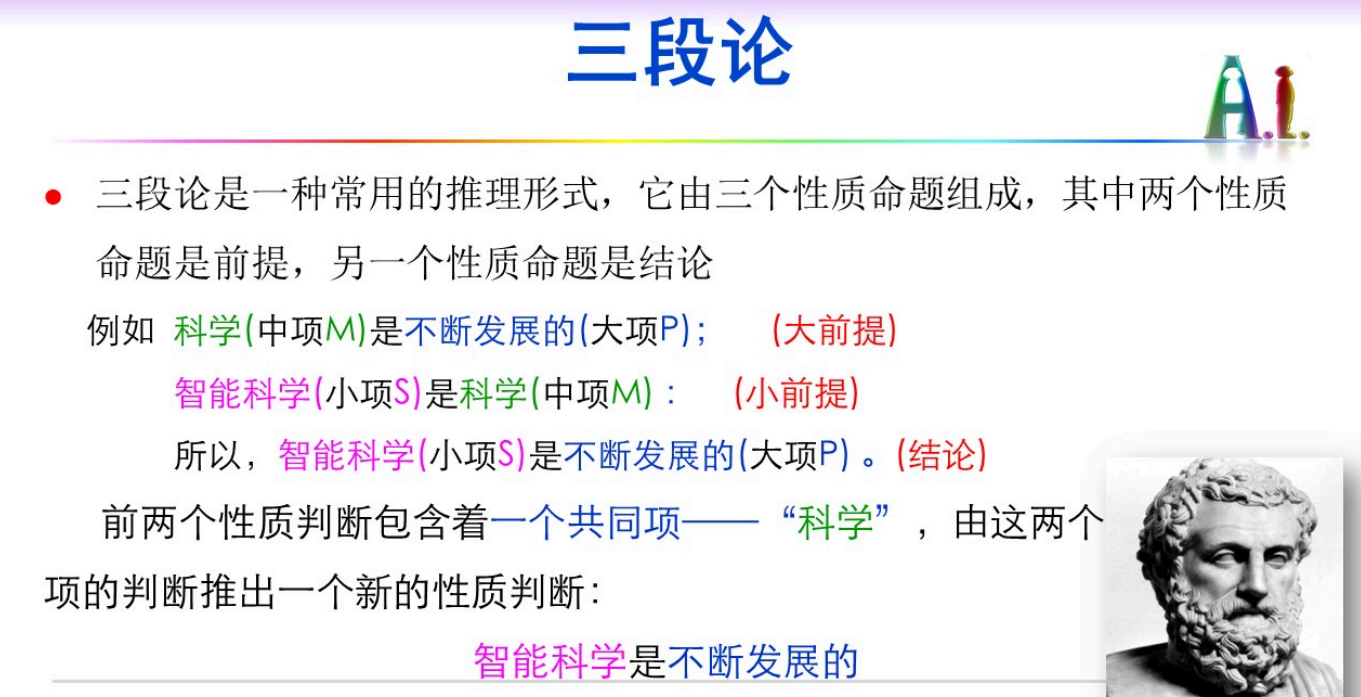 三段论
A.i.
三段论是一种常用的推理形式，它由三个性质命题组成，其中两个性质
命题是前提，另一个性质命题是结论
例如 科学(中项M)是不断发展的(大项P)； (大前提)
智能科学(小项S)是科学(中项M)： (小前提)
所以，智能科学(小项S)是不断发展的(大项P)。(结论)
前两个性质判断包含着一个共同项——“科学”，由这两个
项的判断推出一个新的性质判断：
智能科学是不断发展的